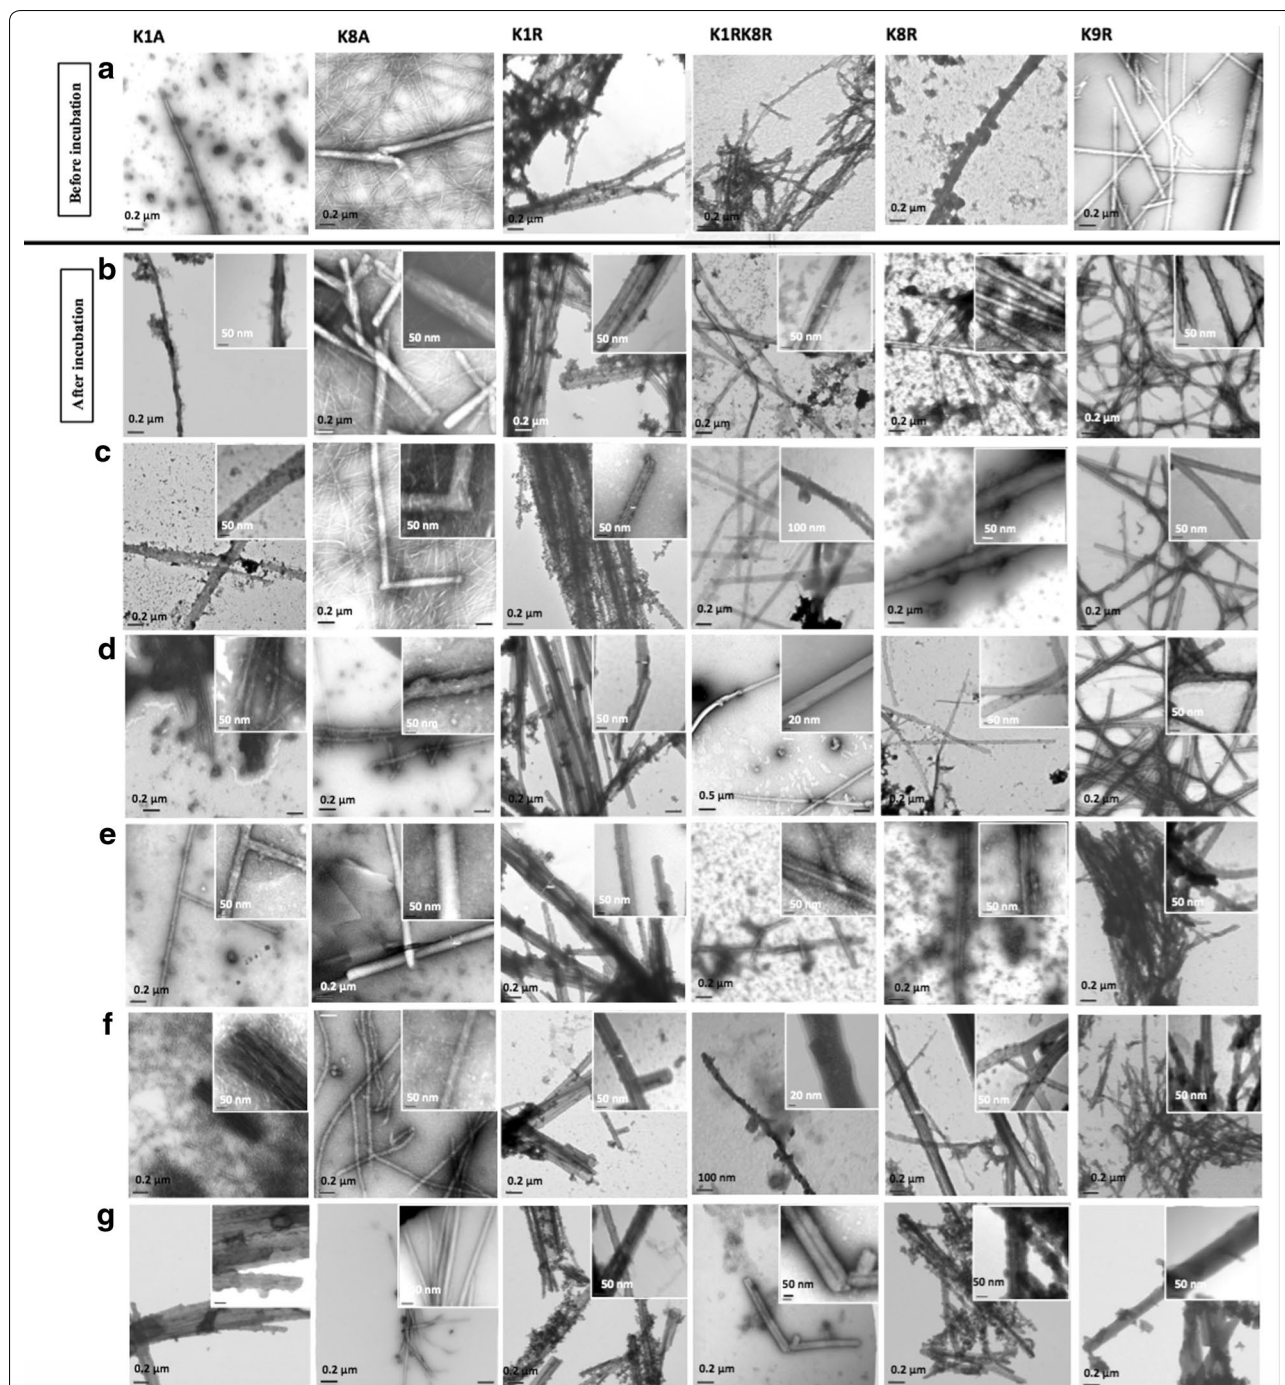 K1A K8A K1R K1RK8R K8R K9R
Before incubation
a
0.2 µm 0.2 µm 0.2 µm 0.2 µm 0.2 µm 0.2 µm
After incubation
b
50 nm 50 nm 50 nm 50 nm 50 nm 50 nm
0.2 µm 0.2 µm 0.2 µm 0.2 µm 0.2 µm 0.2 µm
c
50 nm 50 nm 50 nm 100 nm 50 nm 50 nm
0.2 µm 0.2 µm 0.2 µm 0.2 µm 0.2 µm 0.2 µm
d
50 nm 50 nm 50 nm 20 nm 50 nm 50 nm
0.2 µm 0.2 µm 0.2 µm 0.5 µm 0.2 µm 0.2 µm
e
50 nm 50 nm 50 nm 50 nm 50 nm 50 nm
0.2 µm 0.2 µm 0.2 µm 0.2 µm 0.2 µm 0.2 µm
f
50 nm 50 nm 50 nm 20 nm 50 nm 50 nm
0.2 µm 0.2 µm 0.2 µm 100 nm 0.2 µm 0.2 µm
g
nm 50 nm 50 nm 50 nm 50 nm
0.2 µm 0.2 µm 0.2 µm 0.2 µm 0.2 µm 0.2 µm